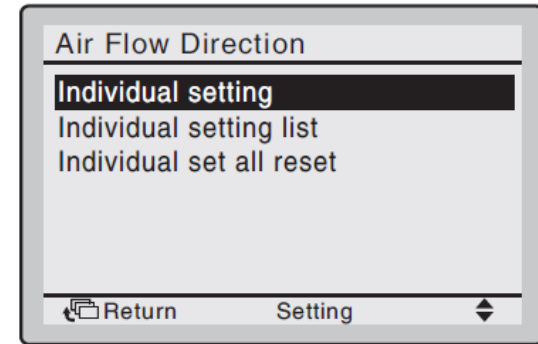 Air Flow Direction
Individual setting
Individual setting list
Individual set all reset
Return Setting